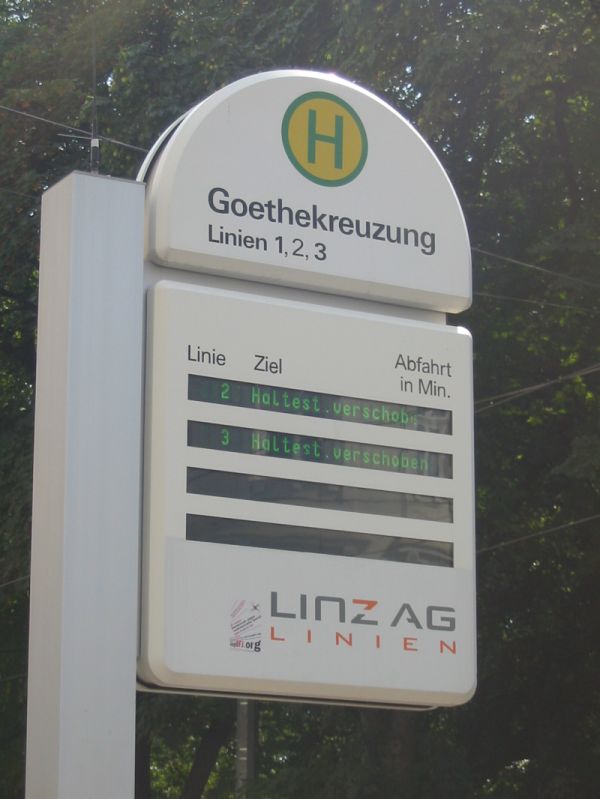 H
Goethekreuzung
Linien 1, 2, 3
Linie Ziel Abfahrt
in Min.
2 Haltest.verschob
3 Haltest.verschoben
LINZ AG
LINIEN
.org